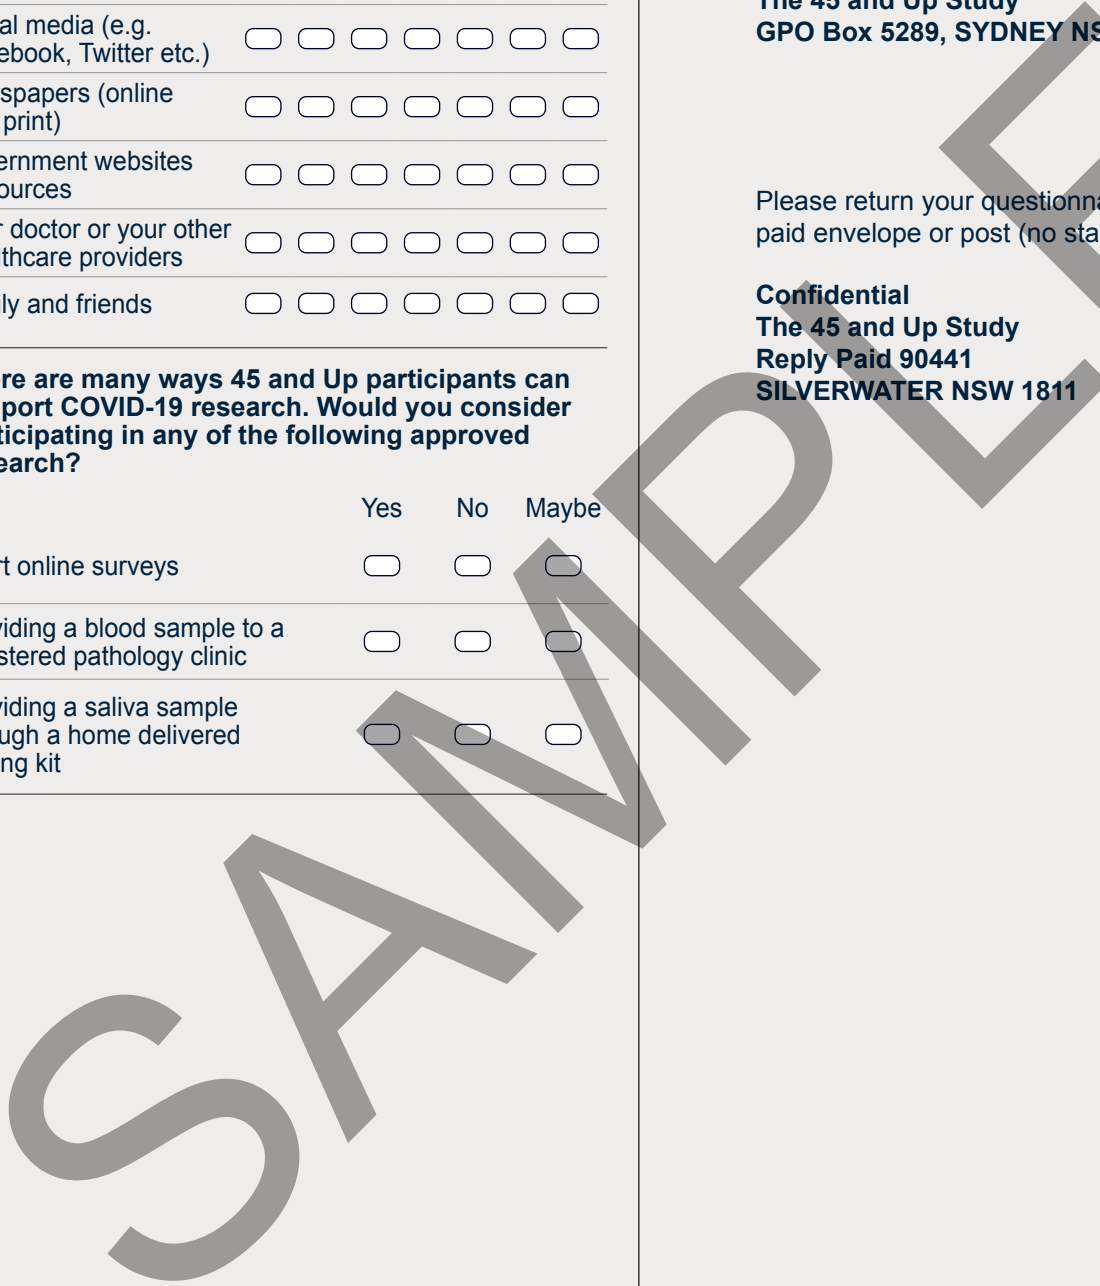 al media (e.g.
ebook, Twitter etc.)
spapers (online
print)
ernment websites
ources
r doctor or your other
lthcare providers
ily and friends
re are many ways 45 and Up participants can
port COVID-19 research. Would you consider
ticipating in any of the following approved
earch?
Yes No Maybe
rt online surveys
viding a blood sample to a
stered pathology clinic
viding a saliva sample
ugh a home delivered
ng kit
The 45 and Up Study
GPO Box 5289, SYDNEY NS
Please return your questionna
paid envelope or post (no sta
Confidential
The 45 and Up Study
Reply Paid 90441
SILVERWATER NSW 1811
SAMPLE